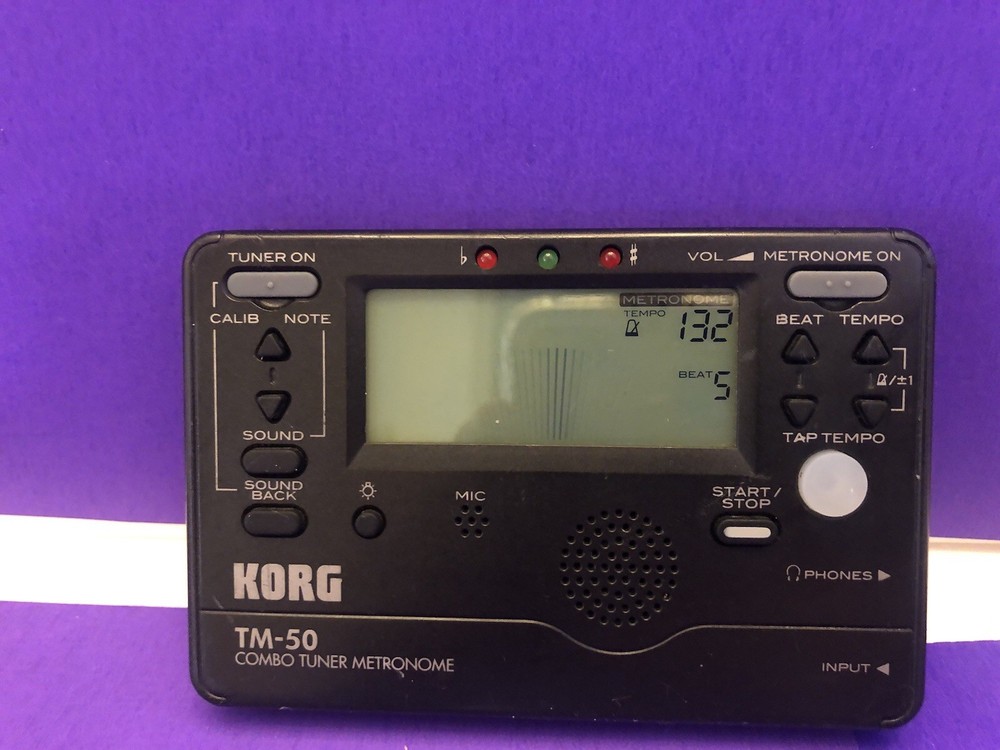 TUNER ON
♭ ♯
VOL METRONOME ON
CALIB NOTE
METRONOME
TEMPO 132
BEAT 5
BEAT TEMPO
/±1
SOUND
SOUND
BACK
MIC
TAP TEMPO
START/
STOP
KORG
PHONES
TM-50
COMBO TUNER METRONOME
INPUT